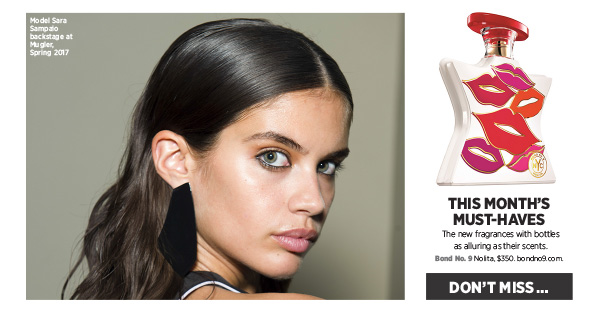 Model Sara
Sampaio
backstage at
Mugler,
Spring 2017
THIS MONTH'S
MUST-HAVES
The new fragrances with bottles
as alluring as their scents.
Bond No. 9 Nolita, $350. bondno9.com.
DON'T MISS ...